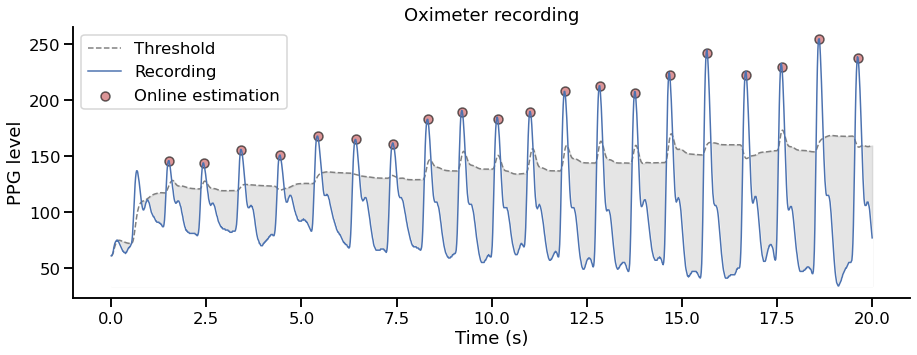 Oximeter recording
Threshold
Recording
Online estimation
PPG level
250
200
150
100
50
0.0 2.5 5.0 7.5 10.0 12.5 15.0 17.5 20.0
Time (s)